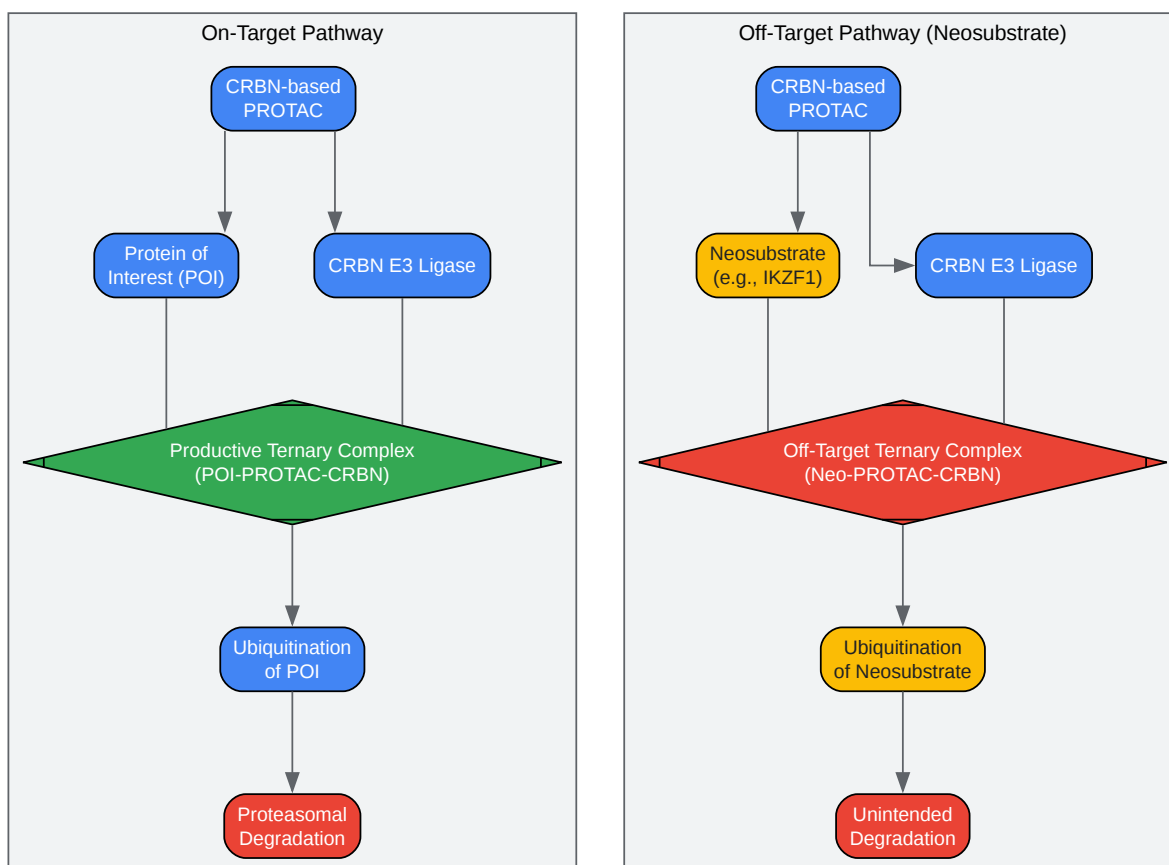 On-Target Pathway
CRBN-based
PROTAC
Protein of
Interest (POI)
CRBN E3 Ligase
Productive Ternary Complex
(POI-PROTAC-CRBN)
Ubiquitination
of POI
Proteasomal
Degradation
Off-Target Pathway (Neosubstrate)
CRBN-based
PROTAC
Neosubstrate
(e.g., IKZF1)
CRBN E3 Ligase
Off-Target Ternary Complex
(Neo-PROTAC-CRBN)
Ubiquitination
of Neosubstrate
Unintended
Degradation